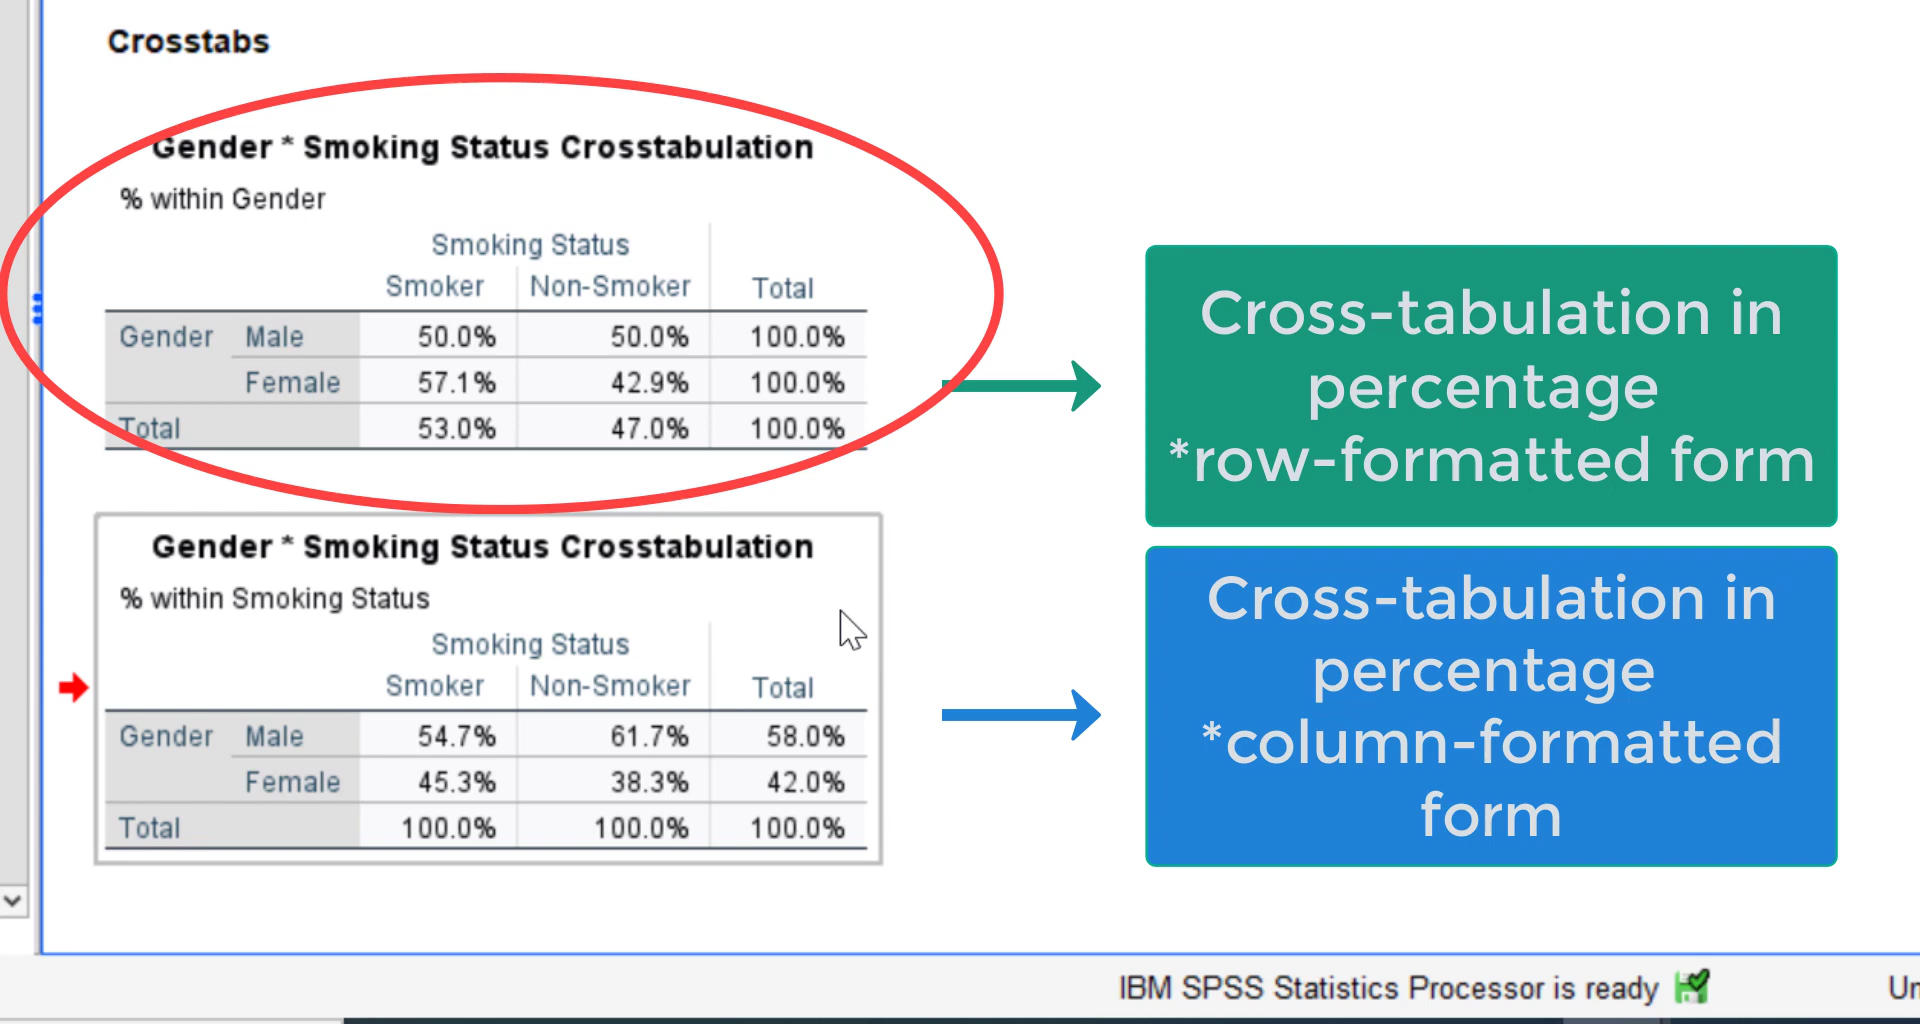 Crosstabs
Gender * Smoking Status Crosstabulation
% within Gender
Smoking Status
Smoker Non-Smoker Total
Gender Male 50.0% 50.0% 100.0%
Female 57.1% 42.9% 100.0%
Total 53.0% 47.0% 100.0%
Cross-tabulation in
percentage
*row-formatted form
Gender * Smoking Status Crosstabulation
% within Smoking Status
Smoking Status
Smoker Non-Smoker Total
Gender Male 54.7% 61.7% 58.0%
Female 45.3% 38.3% 42.0%
Total 100.0% 100.0% 100.0%
Cross-tabulation in
percentage
*column-formatted
form
IBM SPSS Statistics Processor is ready